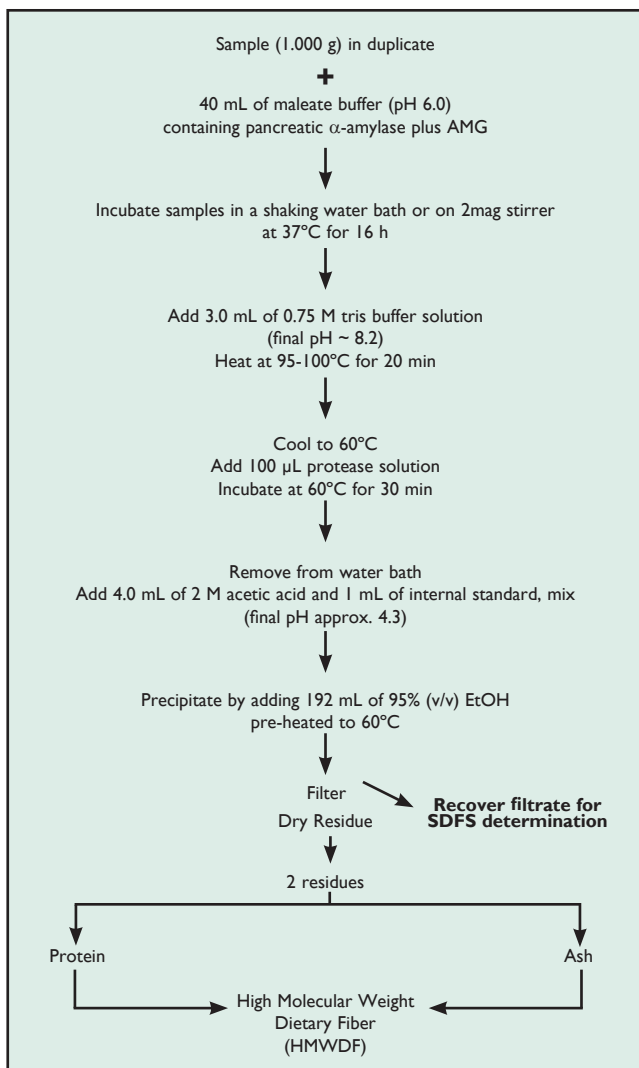 Sample (1.000 g) in duplicate
+
40 mL of maleate buffer (pH 6.0)
containing pancreatic α-amylase plus AMG
Incubate samples in a shaking water bath or on 2mag stirrer
at 37ºC for 16 h
Add 3.0 mL of 0.75 M tris buffer solution
(final pH ~ 8.2)
Heat at 95-100ºC for 20 min
Cool to 60ºC
Add 100 µL protease solution
Incubate at 60ºC for 30 min
Remove from water bath
Add 4.0 mL of 2 M acetic acid and 1 mL of internal standard, mix
(final pH approx. 4.3)
Precipitate by adding 192 mL of 95% (v/v) EtOH
pre-heated to 60ºC
Filter
Recover filtrate for
SDFS determination
Dry Residue
2 residues
Protein
Ash
High Molecular Weight
Dietary Fiber
(HMWDF)